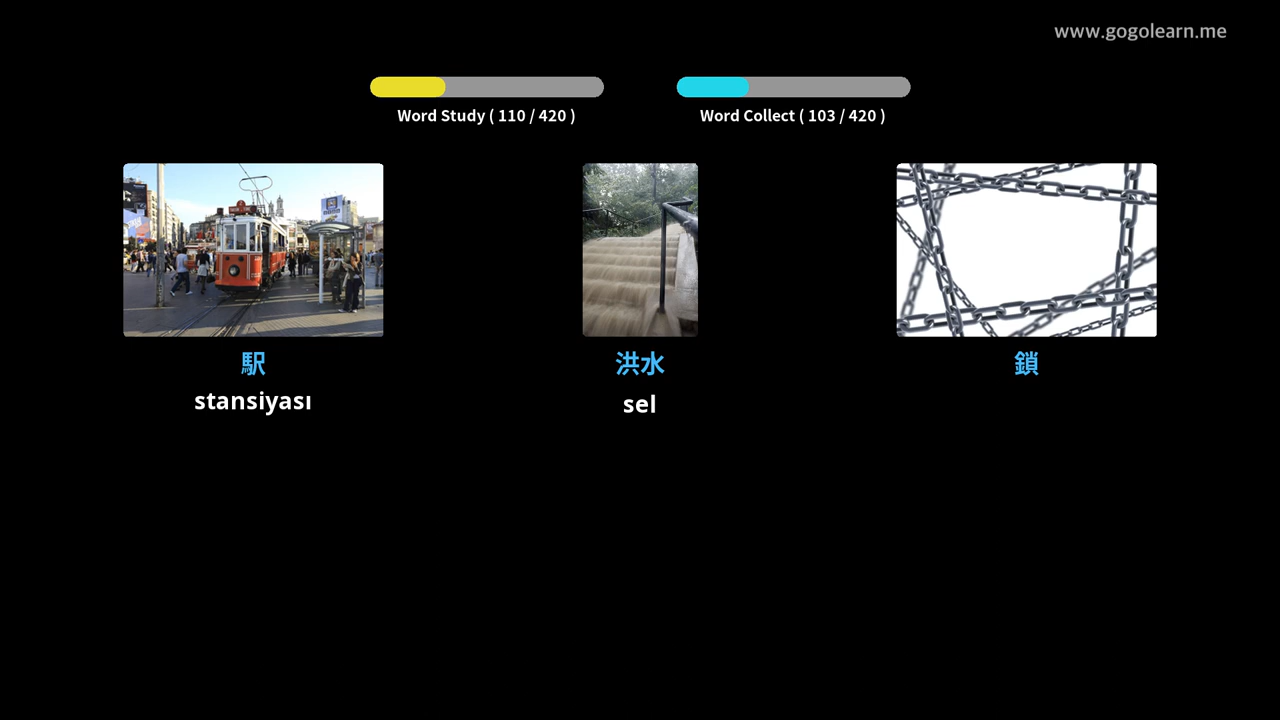 www.gogolearn.me
Word Study ( 110 / 420 )
Word Collect ( 103 / 420 )
駅
洪水
鎖
stansiyası
sel